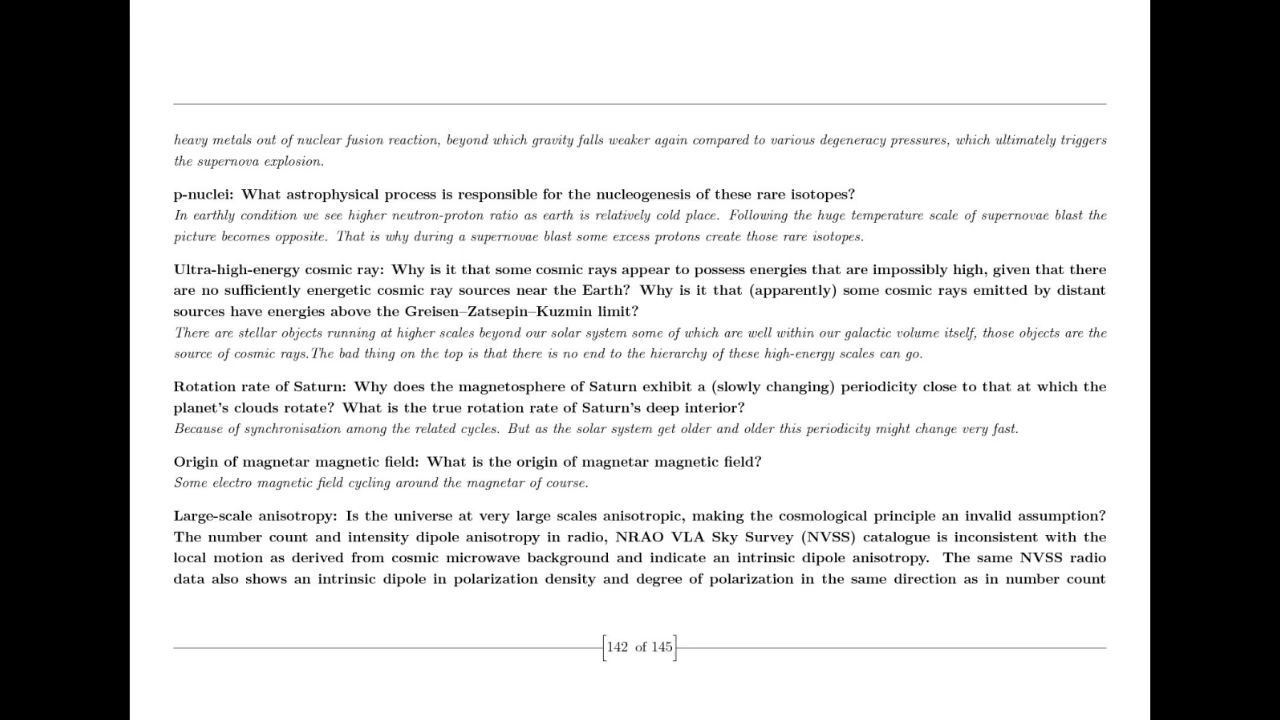 heavy metals out of nuclear fusion reaction, beyond which gravity falls weaker again compared to various degeneracy pressures, which ultimately triggers
the supernova explosion.
p-nuclei: What astrophysical process is responsible for the nucleogenesis of these rare isotopes?
In earthly condition we see higher neutron-proton ratio as earth is relatively cold place. Following the huge temperature scale of supernovae blast the
picture becomes opposite. That is why during a supernovae blast some excess protons create those rare isotopes.
Ultra-high-energy cosmic ray: Why is it that some cosmic rays appear to possess energies that are impossibly high, given that there
are no sufficiently energetic cosmic ray sources near the Earth? Why is it that (apparently) some cosmic rays emitted by distant
sources have energies above the Greisen–Zatsepin–Kuzmin limit?
There are stellar objects running at higher scales beyond our solar system some of which are well within our galactic volume itself, those objects are the
source of cosmic rays.The bad thing on the top is that there is no end to the hierarchy of these high-energy scales can go.
Rotation rate of Saturn: Why does the magnetosphere of Saturn exhibit a (slowly changing) periodicity close to that at which the
planet's clouds rotate? What is the true rotation rate of Saturn's deep interior?
Because of synchronisation among the related cycles. But as the solar system get older and older this periodicity might change very fast.
Origin of magnetar magnetic field: What is the origin of magnetar magnetic field?
Some electro magnetic field cycling around the magnetar of course.
Large-scale anisotropy: Is the universe at very large scales anisotropic, making the cosmological principle an invalid assumption?
The number count and intensity dipole anisotropy in radio, NRAO VLA Sky Survey (NVSS) catalogue is inconsistent with the
local motion as derived from cosmic microwave background and indicate an intrinsic dipole anisotropy. The same NVSS radio
data also shows an intrinsic dipole in polarization density and degree of polarization in the same direction as in number count
[142 of 145]